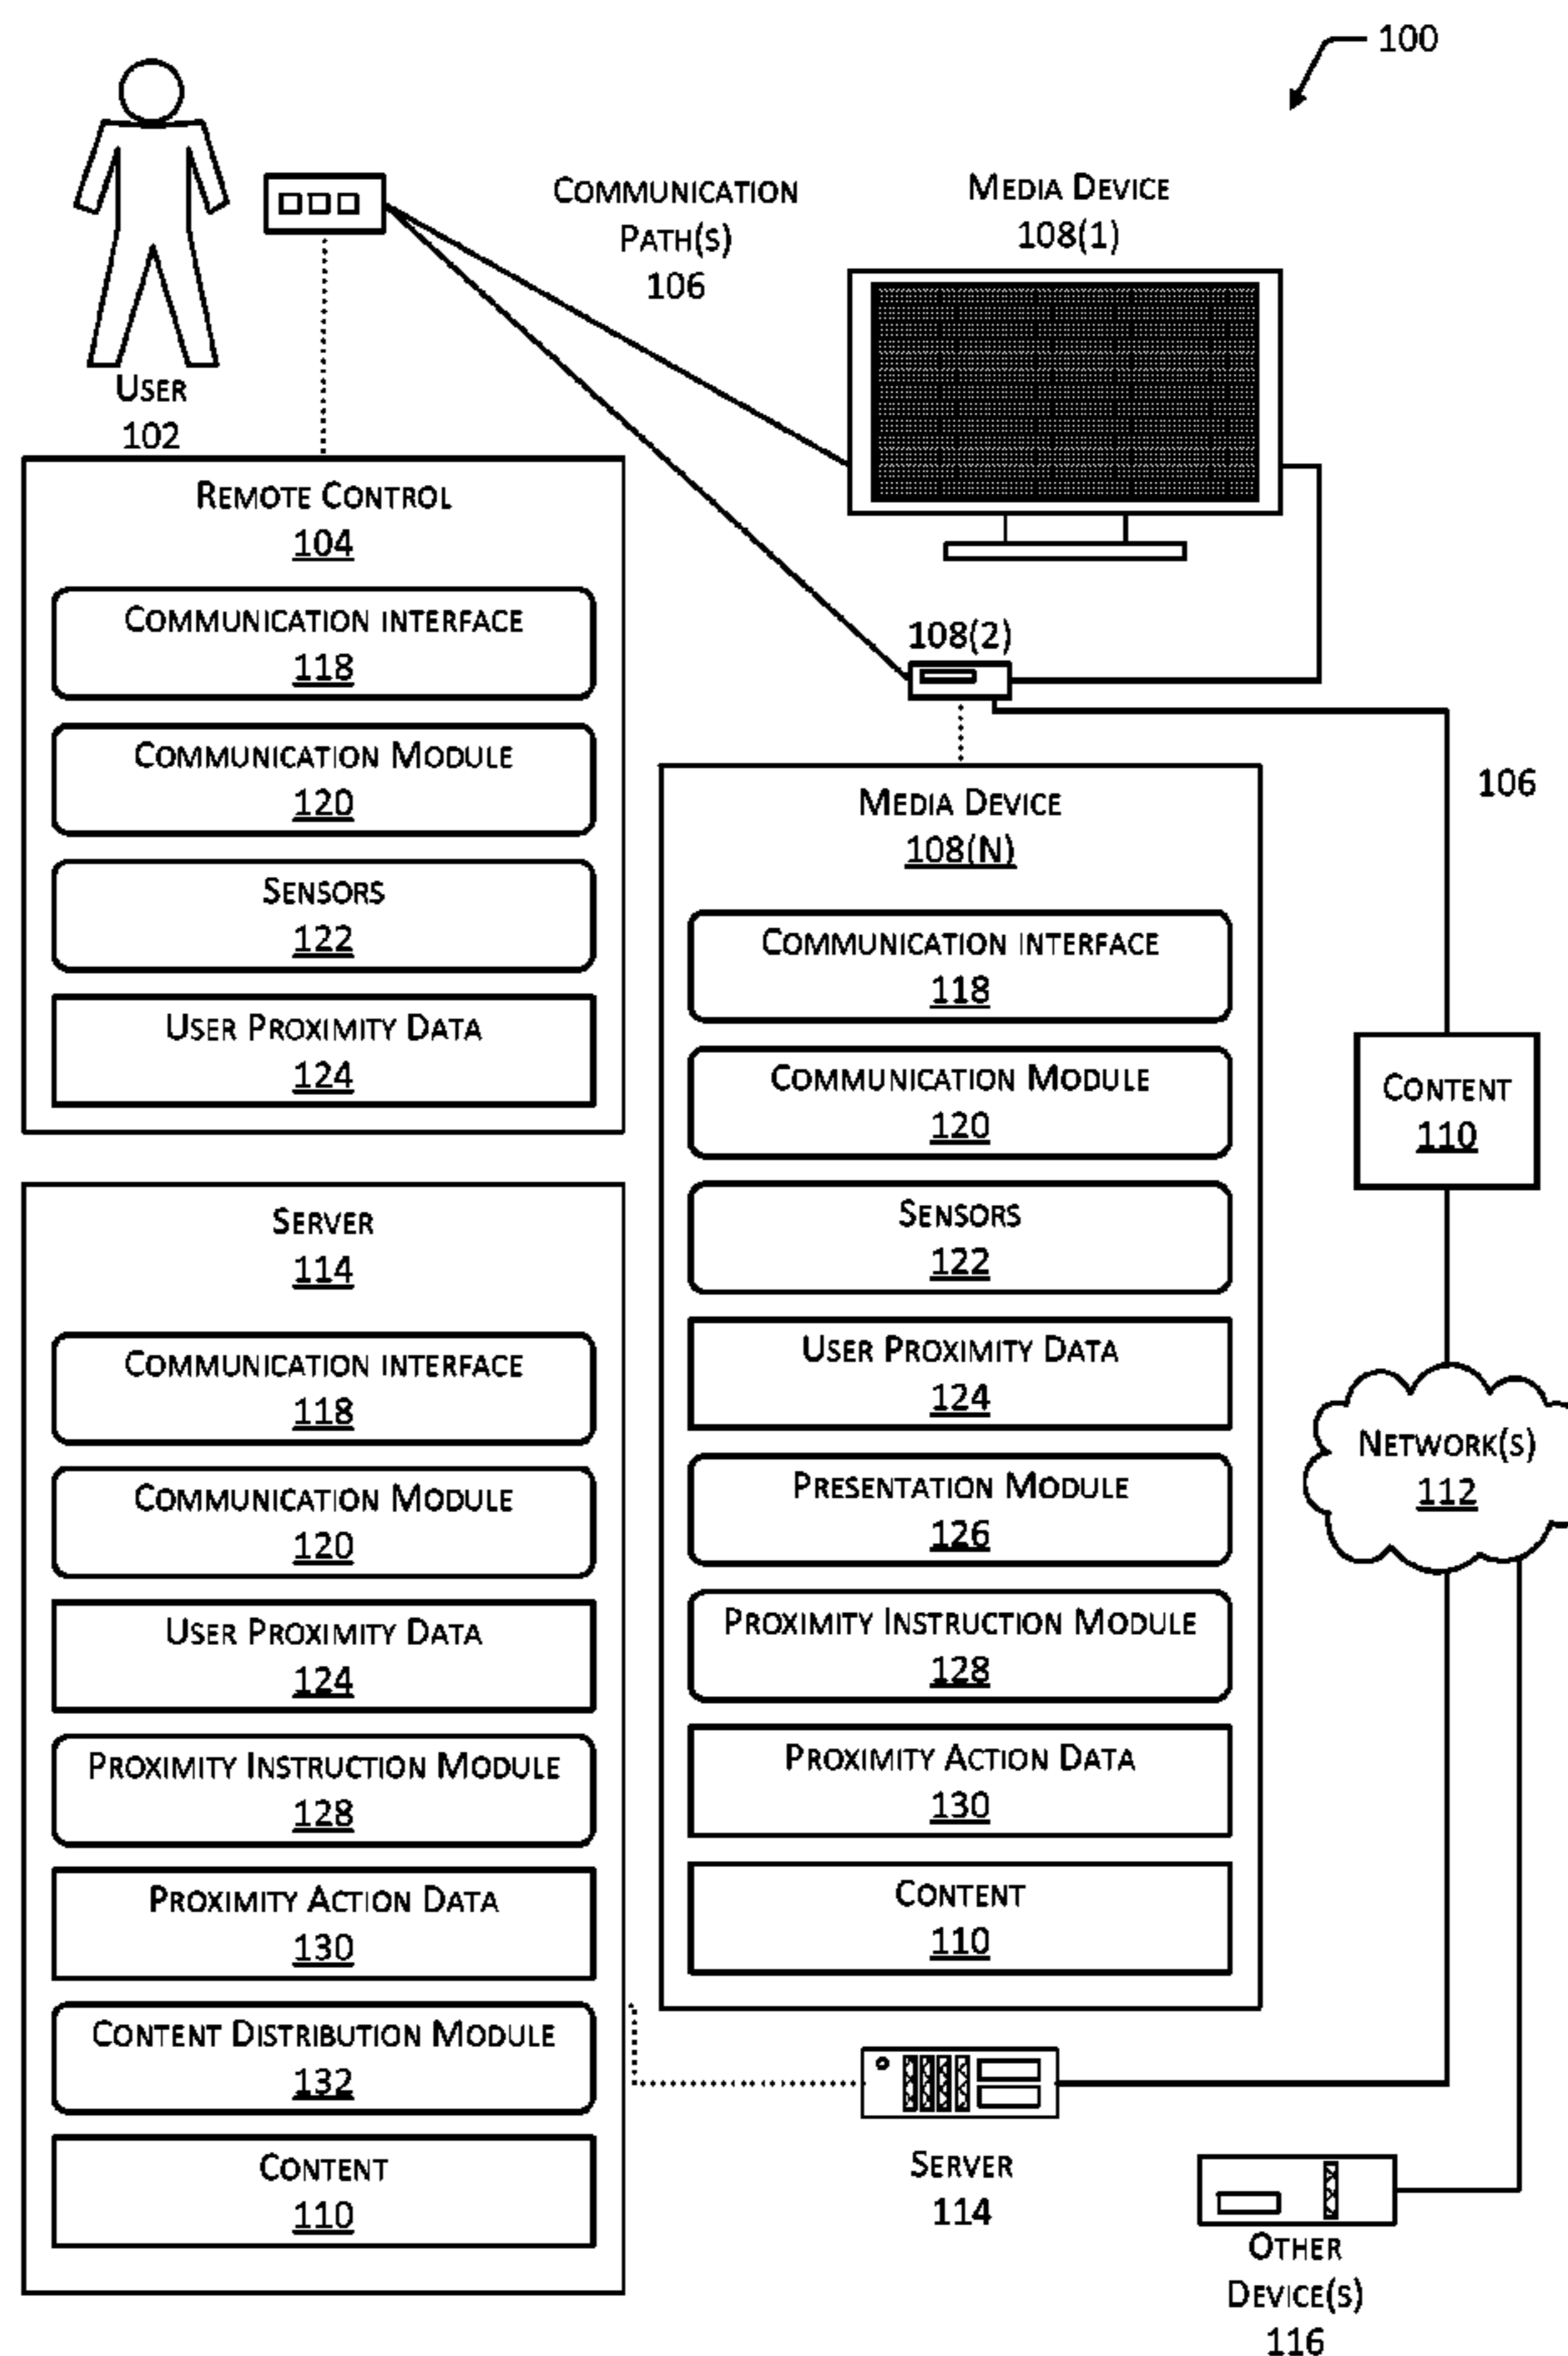 100
COMMUNICATION
PATH(S)
106
MEDIA DEVICE
108(1)
USER
102
REMOTE CONTROL
104
COMMUNICATION INTERFACE
118
COMMUNICATION MODULE
120
SENSORS
122
USER PROXIMITY DATA
124
108(2)
106
MEDIA DEVICE
108(N)
COMMUNICATION INTERFACE
118
COMMUNICATION MODULE
120
SENSORS
122
USER PROXIMITY DATA
124
PRESENTATION MODULE
126
PROXIMITY INSTRUCTION MODULE
128
PROXIMITY ACTION DATA
130
CONTENT
110
CONTENT
110
NETWORK(S)
112
SERVER
114
COMMUNICATION INTERFACE
118
COMMUNICATION MODULE
120
USER PROXIMITY DATA
124
PROXIMITY INSTRUCTION MODULE
128
PROXIMITY ACTION DATA
130
CONTENT DISTRIBUTION MODULE
132
CONTENT
110
SERVER
114
OTHER
DEVICE(S)
116